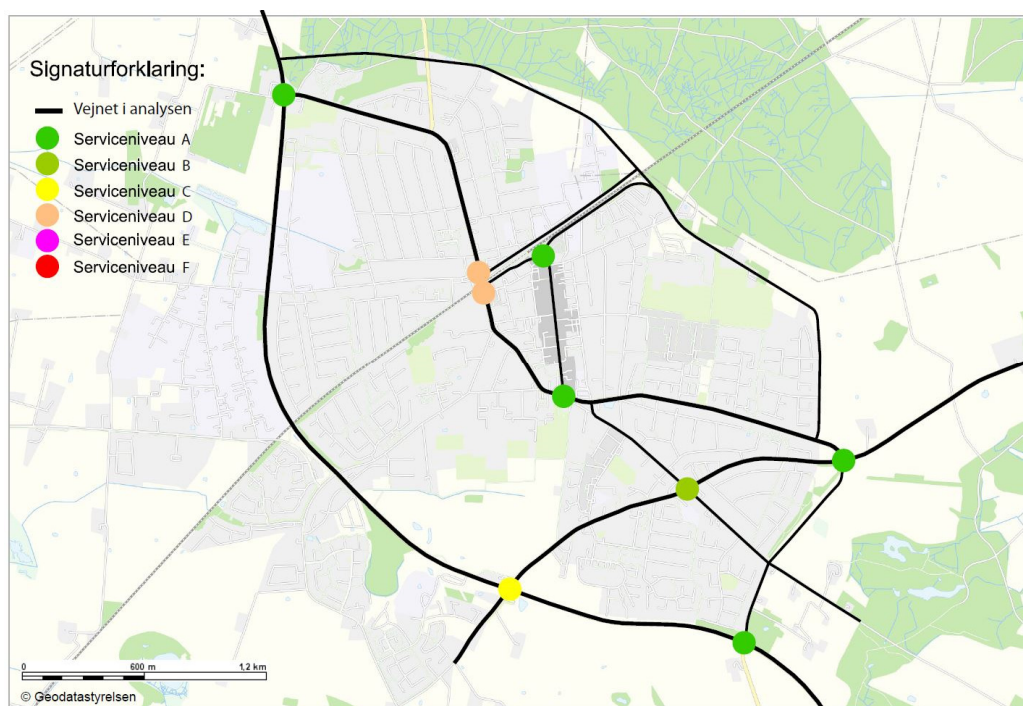 Signaturforklaring:
Vejnet i analysen
Serviceniveau A
Serviceniveau B
Serviceniveau C
Serviceniveau D
Serviceniveau E
Serviceniveau F
0 600 m 1,2 km
© Geodatastyrelsen